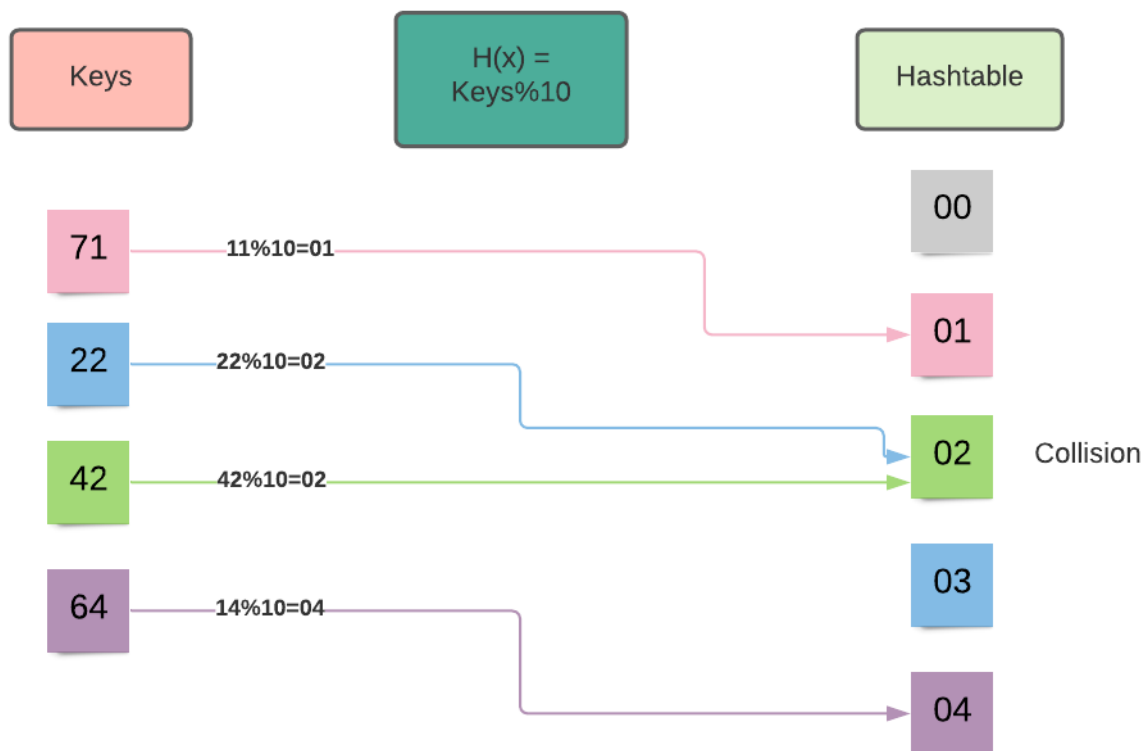 Keys
H(x) =
Keys%10
Hashtable
00
71
11%10=01
01
22
22%10=02
02
Collision
42
42%10=02
03
64
14%10=04
04